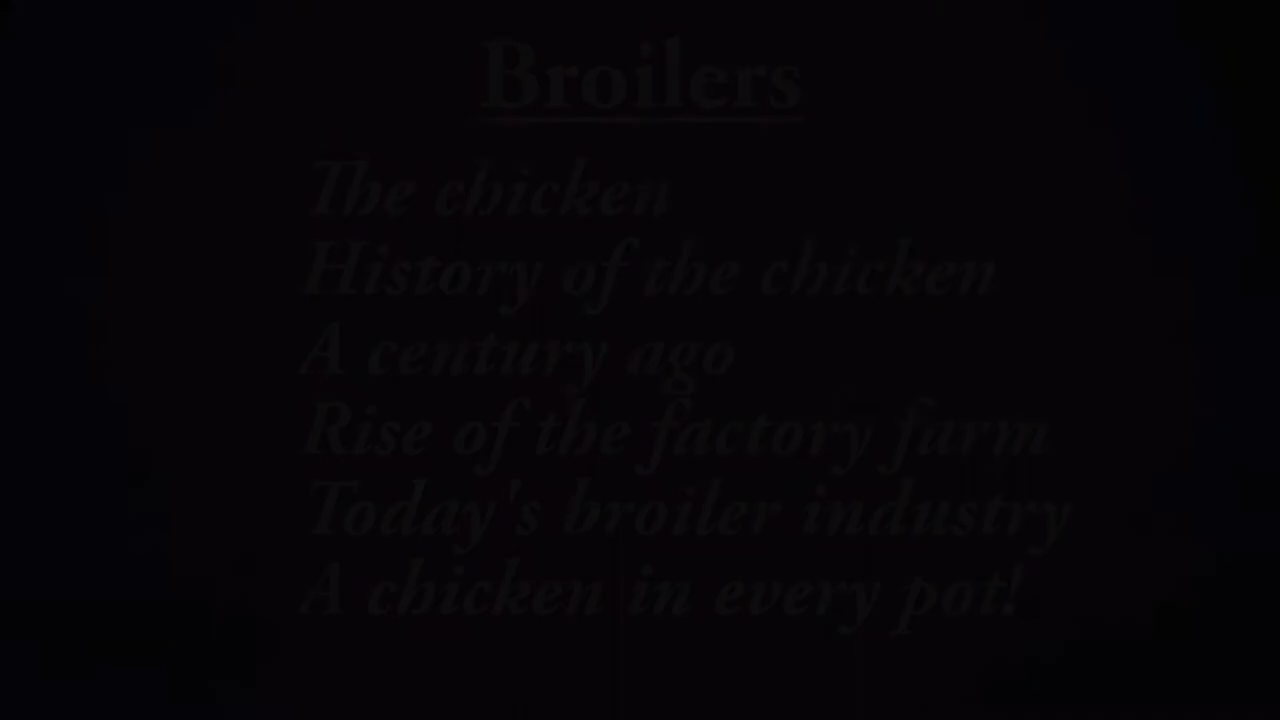 Broilers
The chicken
History of the chicken
A century ago
Rise of the factory farm
Today's broiler industry
A chicken in every pot!